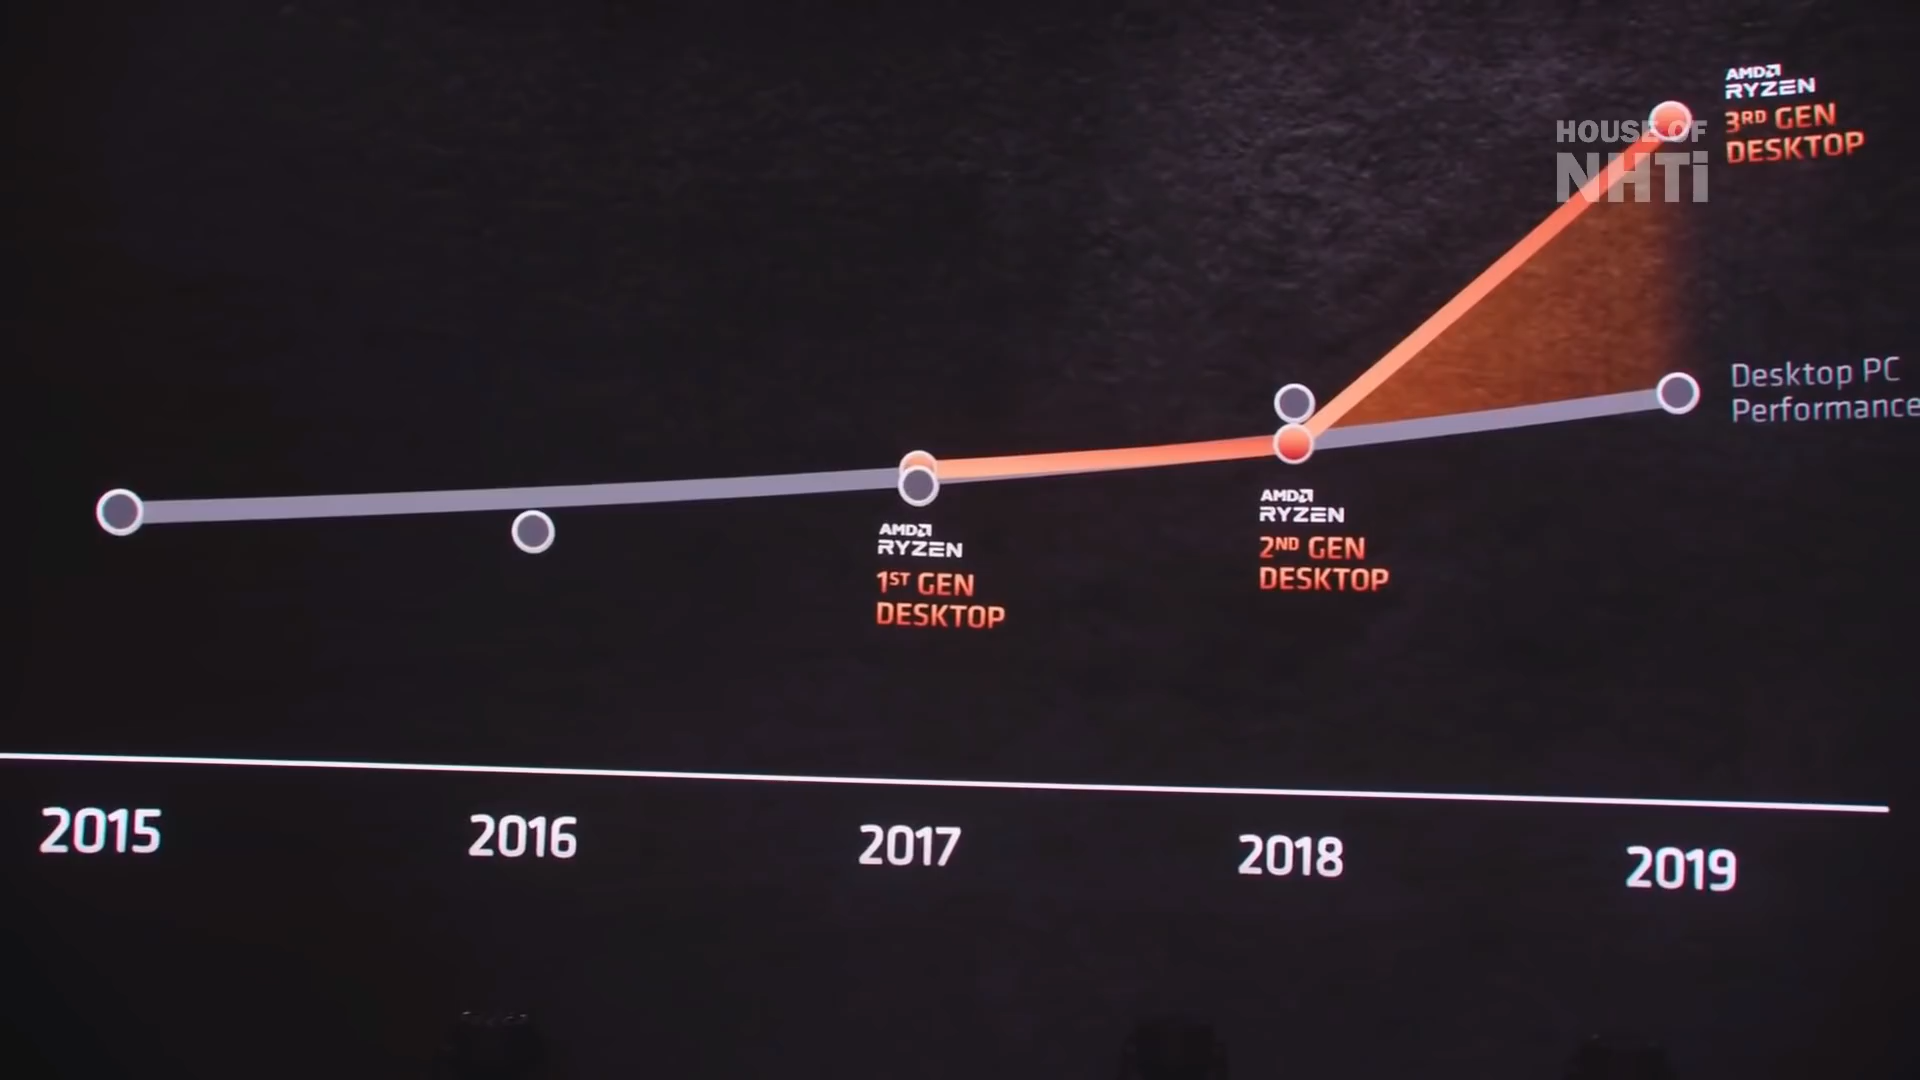 AMD
RYZEN
3RD GEN
DESKTOP
HOUSE OF
NHTi
Desktop PC
Performance
AMD
RYZEN
1ST GEN
DESKTOP
AMD
RYZEN
2ND GEN
DESKTOP
2015
2016
2017
2018
2019